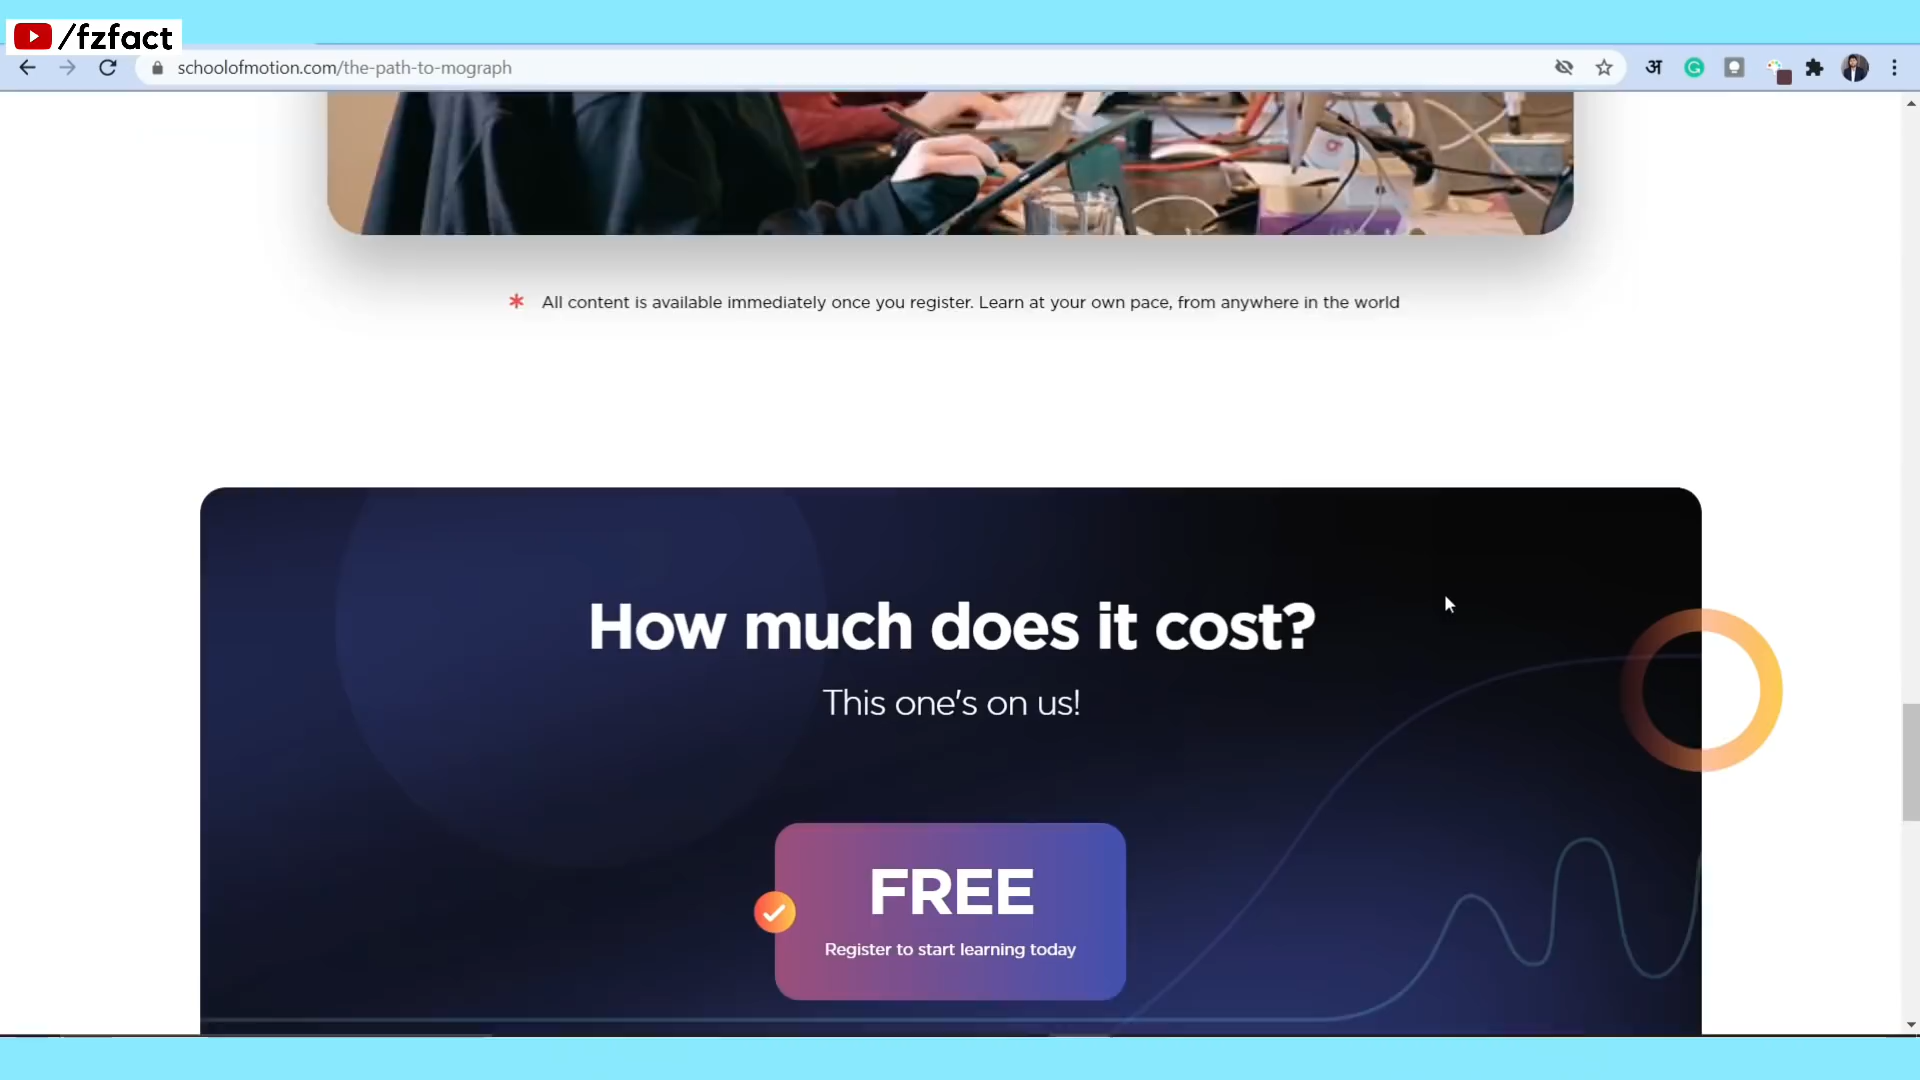 /fzfact
schoolofmotion.com/the-path-to-mograph
अ
* All content is available immediately once you register. Learn at your own pace, from anywhere in the world
How much does it cost?
This one's on us!
FREE
Register to start learning today